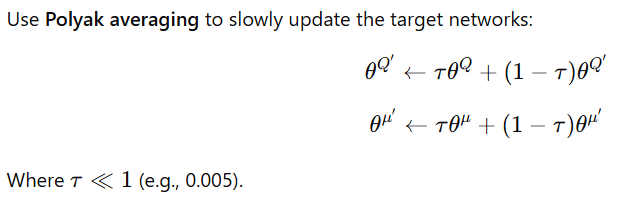 Use Polyak averaging to slowly update the target networks:
θ^{Q′} ← τθ^Q + (1 − τ)θ^{Q′}
θ^{μ′} ← τθ^μ + (1 − τ)θ^{μ′}
Where τ ≪ 1 (e.g., 0.005).